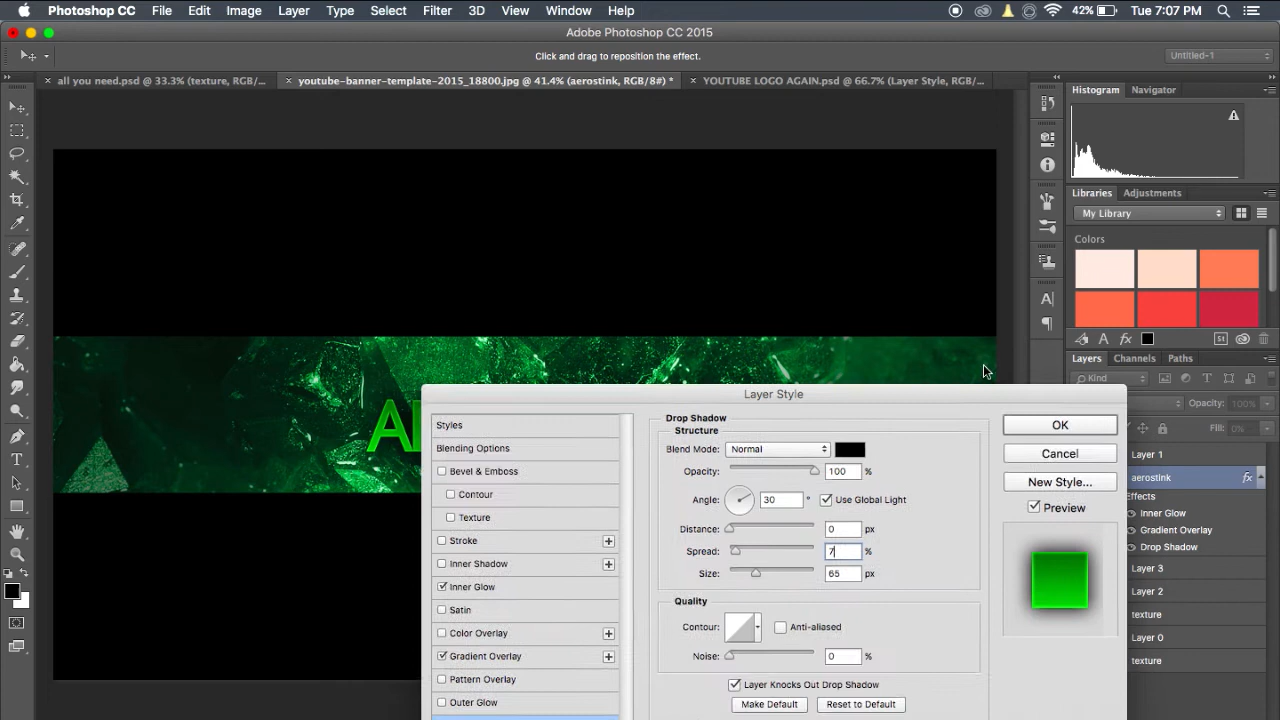 Photoshop CC File Edit Image Layer Type Select Filter 3D View Window Help 42% Tue 7:07 PM
Adobe Photoshop CC 2015
Click and drag to reposition the effect. Untitled-1
all you need.psd @ 33.3% (texture, RGB/... youtube-banner-template-2015_18800.jpg @ 41.4% (aerostink, RGB/8#) * YOUTUBE LOGO AGAIN.psd @ 66.7% (Layer Style, RGB/...
Histogram Navigator
Libraries Adjustments
My Library
Colors
Layers Channels Paths
Kind
Opacity: 100%
Fill: 0%
Layer 1
aerostink fx
Effects
Inner Glow
Gradient Overlay
Drop Shadow
Layer 3
Layer 2
texture
Layer 0
texture
Layer Style
Styles
Blending Options
Bevel & Emboss
Contour
Texture
Stroke
Inner Shadow
Inner Glow
Satin
Color Overlay
Gradient Overlay
Pattern Overlay
Outer Glow
Drop Shadow
Structure
Blend Mode: Normal
Opacity: 100 %
Angle: 30 ° Use Global Light
Distance: 0 px
Spread: 7 %
Size: 65 px
Quality
Contour: Anti-aliased
Noise: 0 %
Layer Knocks Out Drop Shadow
Make Default Reset to Default
OK
Cancel
New Style...
Preview